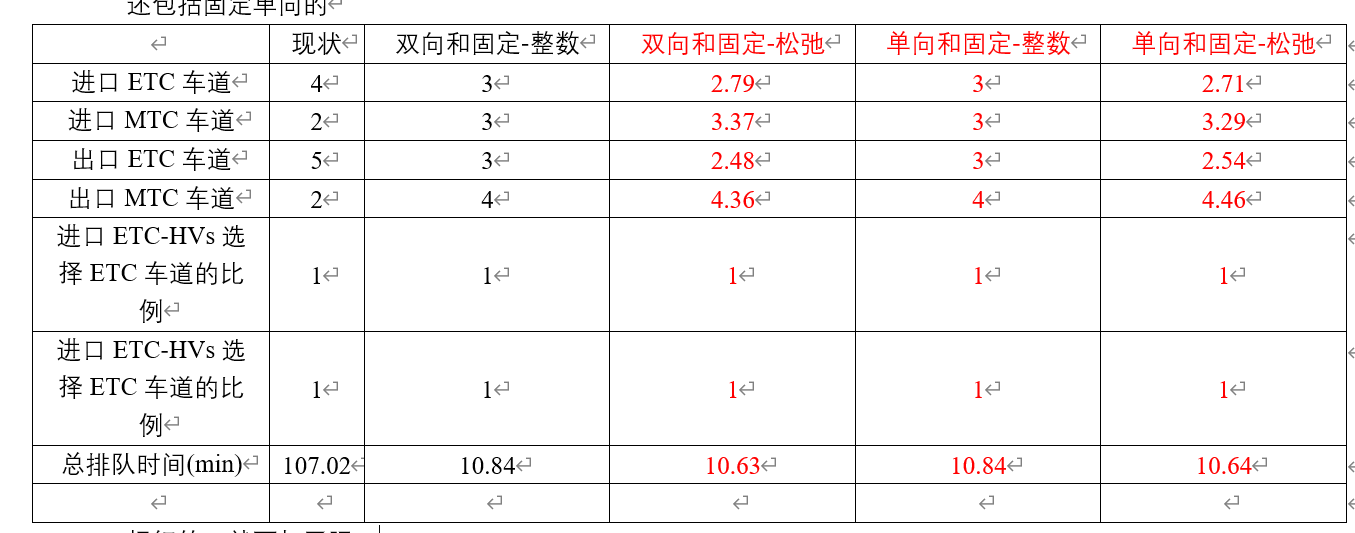 还包括固定单向的
现状 双向和固定-整数 双向和固定-松弛 单向和固定-整数 单向和固定-松弛
进口 ETC 车道 4 3 2.79 3 2.71
进口 MTC 车道 2 3 3.37 3 3.29
出口 ETC 车道 5 3 2.48 3 2.54
出口 MTC 车道 2 4 4.36 4 4.46
进口 ETC-HVs 选
择 ETC 车道的比
例 1 1 1 1 1
进口 ETC-HVs 选
择 ETC 车道的比
例 1 1 1 1 1
总排队时间(min) 107.02 10.84 10.63 10.84 10.64